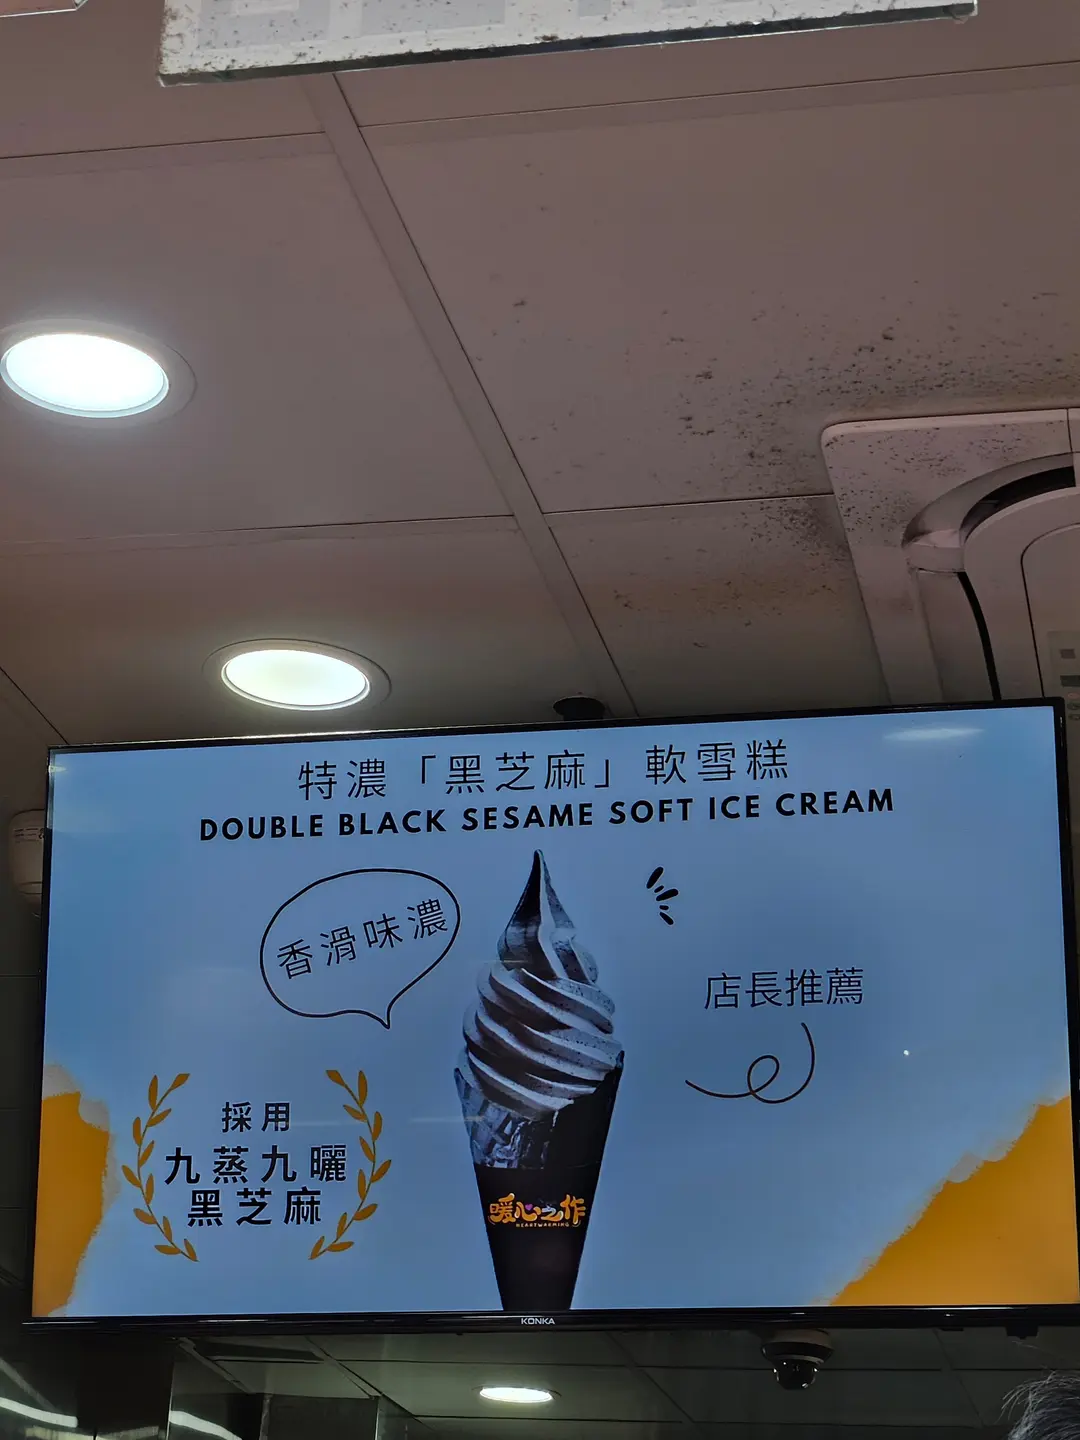 特濃「黑芝麻」軟雪糕
DOUBLE BLACK SESAME SOFT ICE CREAM
香滑味濃
店長推薦
採用
九蒸九曬
黑芝麻
暖心之作
HEARTWARMING
KONKA